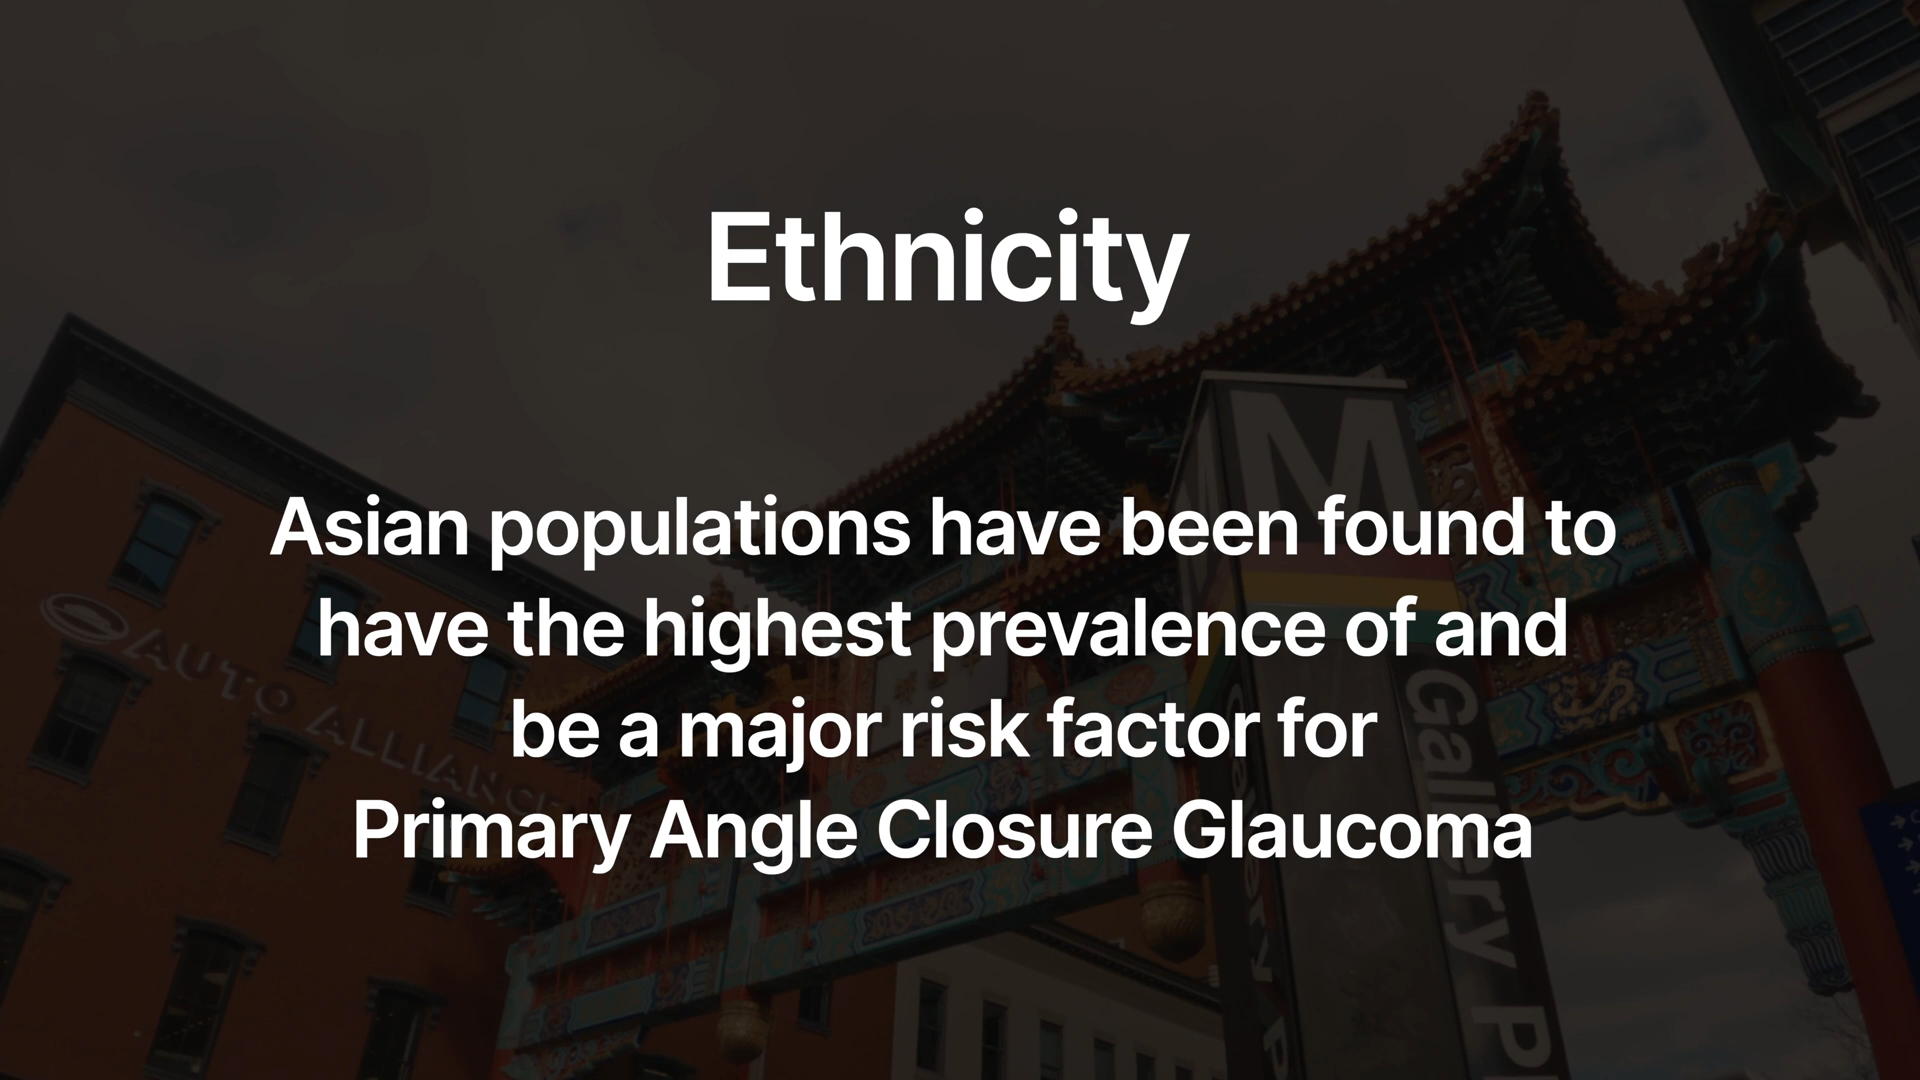 Ethnicity
Asian populations have been found to
have the highest prevalence of and
be a major risk factor for
Primary Angle Closure Glaucoma
AUTO ALLIANCE
M
Gallery Pl